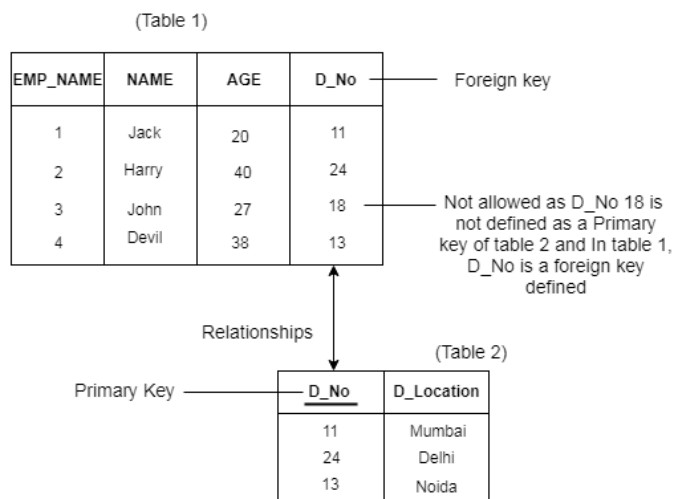 (Table 1)
EMP_NAME NAME AGE D_No Foreign key
1 Jack 20 11
2 Harry 40 24
3 John 27 18
4 Devil 38 13
Not allowed as D_No 18 is
not defined as a Primary
key of table 2 and In table 1,
D_No is a foreign key
defined
Relationships
(Table 2)
Primary Key D_No D_Location
11 Mumbai
24 Delhi
13 Noida